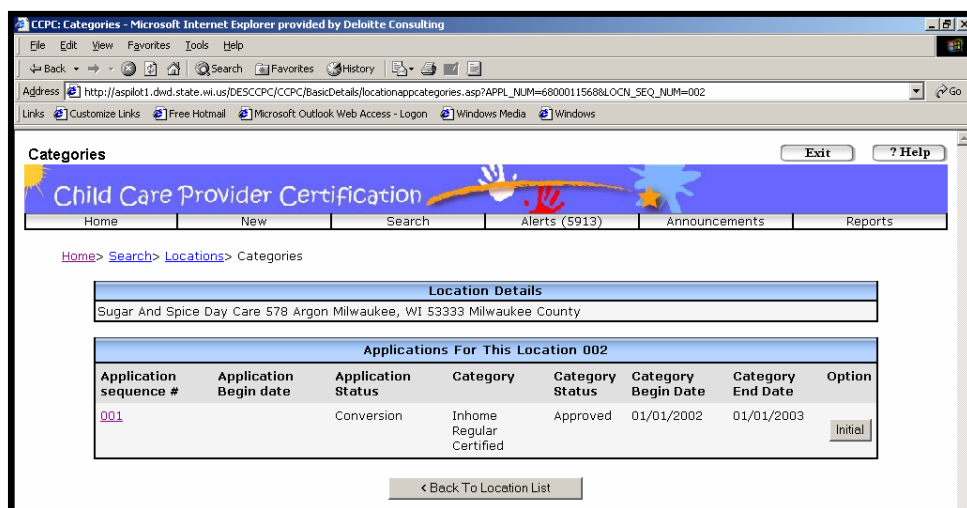 CCPC: Categories - Microsoft Internet Explorer provided by Deloitte Consulting
File Edit View Favorites Tools Help
Back Search Favorites History
Address http://aspilot1.dwd.state.wi.us/DESCCPC/CCPC/BasicDetails/locationappcategories.asp?APPL_NUM=6800011568&LOCN_SEQ_NUM=002 Go
Links Customize Links Free Hotmail Microsoft Outlook Web Access - Logon Windows Media Windows
Categories Exit ? Help
Child Care Provider Certification
Home New Search Alerts (5913) Announcements Reports
Home> Search> Locations> Categories
Location Details
Sugar And Spice Day Care 578 Argon Milwaukee, WI 53333 Milwaukee County
Applications For This Location 002
Application Application Application Category Category Category Category Option
sequence # Begin date Status Status Begin Date End Date
001 Conversion Inhome Approved 01/01/2002 01/01/2003 Initial
Regular
Certified
< Back To Location List